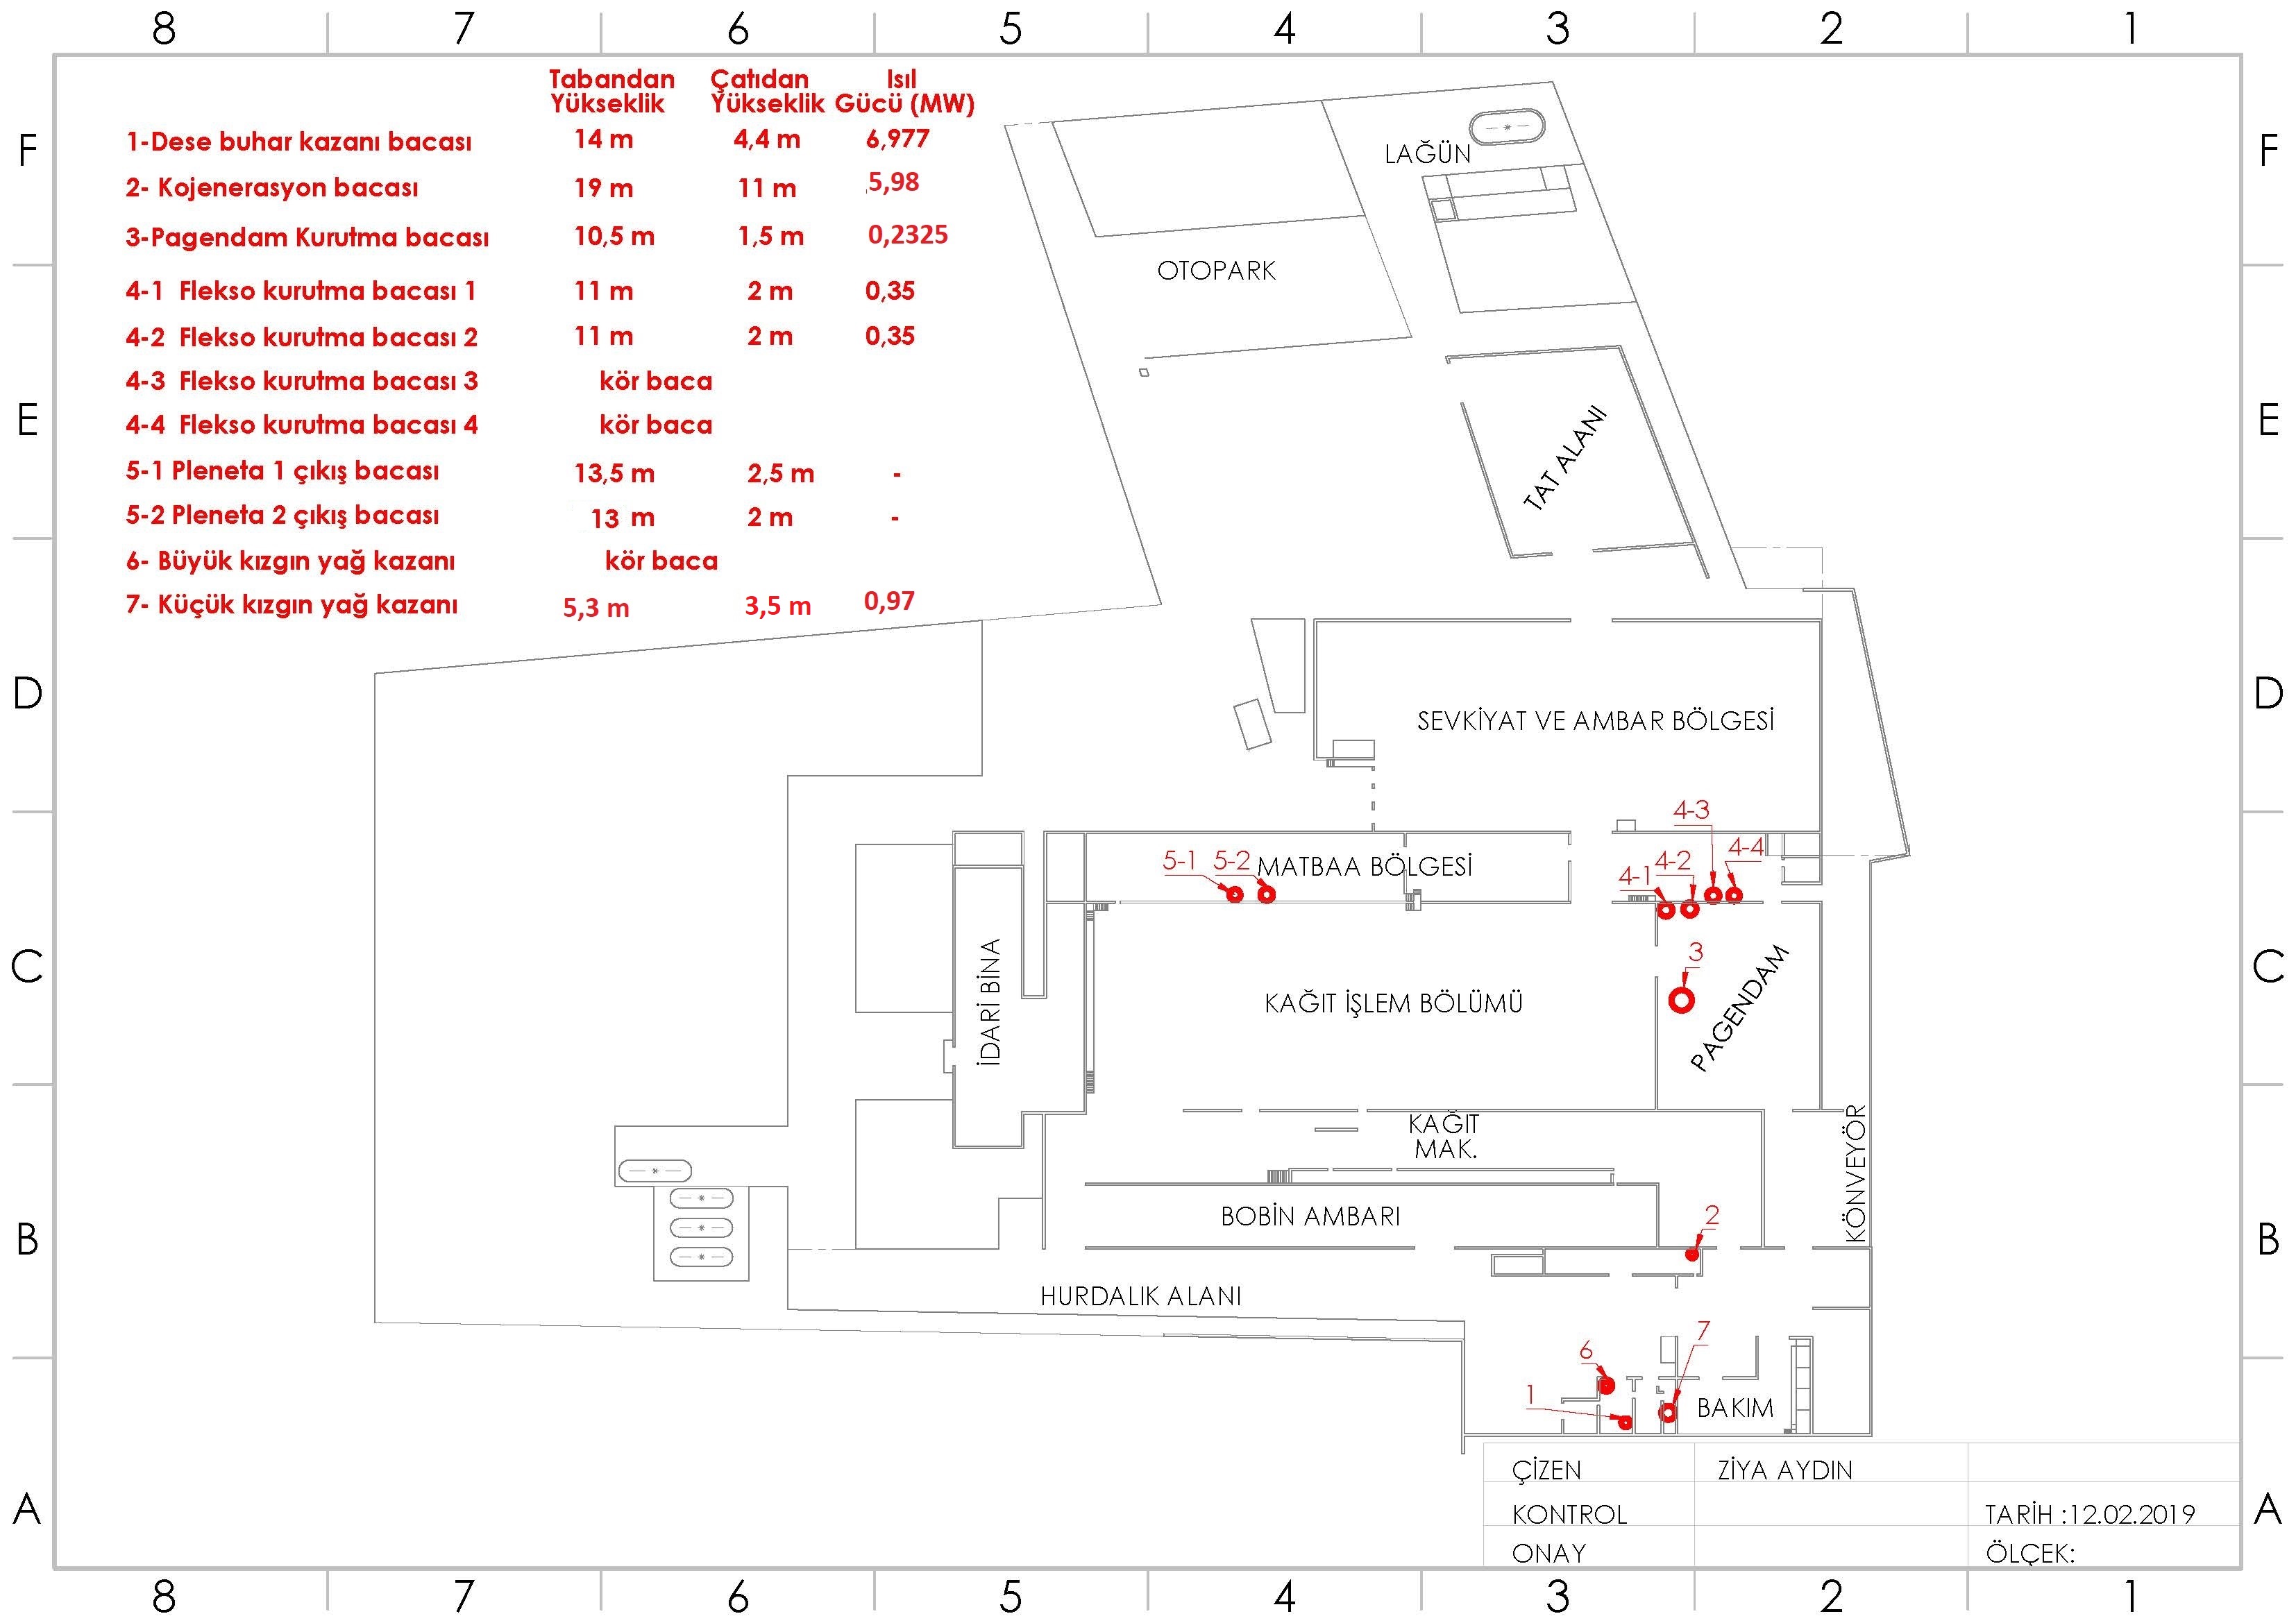 8 7 6 5 4 3 2 1
Tabandan Çatıdan Isıl
Yükseklik Yükseklik Gücü (MW)
F F
1-Dese buhar kazanı bacası 14 m 4,4 m 6,977
LAĞÜN
2- Kojenerasyon bacası 19 m 11 m 5,98
3-Pagendam Kurutma bacası 10,5 m 1,5 m 0,2325
OTOPARK
4-1 Flekso kurutma bacası 1 11 m 2 m 0,35
4-2 Flekso kurutma bacası 2 11 m 2 m 0,35
4-3 Flekso kurutma bacası 3 kör baca
E E
4-4 Flekso kurutma bacası 4 kör baca
TAT ALANI
5-1 Pleneta 1 çıkış bacası 13,5 m 2,5 m -
5-2 Pleneta 2 çıkış bacası 13 m 2 m -
6- Büyük kızgın yağ kazanı kör baca
7- Küçük kızgın yağ kazanı 5,3 m 3,5 m 0,97
D D
SEVKİYAT VE AMBAR BÖLGESİ
4-3
5-1 5-2 MATBAA BÖLGESİ 4-1 4-2 4-4
C C
3
İDARİ BİNA
KAĞIT İŞLEM BÖLÜMÜ
PAGENDAM
KAĞIT
MAK.
KÖNVEYÖR
BOBİN AMBARI
2
B B
HURDALIK ALANI
7
6
1
BAKIM
ÇİZEN ZİYA AYDIN
A A
KONTROL TARİH :12.02.2019
ONAY ÖLÇEK:
8 7 6 5 4 3 2 1